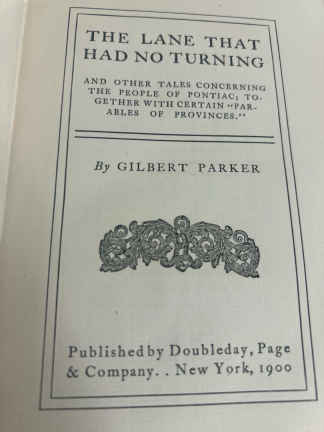 THE LANE THAT
HAD NO TURNING
AND OTHER TALES CONCERNING
THE PEOPLE OF PONTIAC; TO-
GETHER WITH CERTAIN "PAR-
ABLES OF PROVINCES."
By GILBERT PARKER
Published by Doubleday, Page
& Company. . New York, 1900